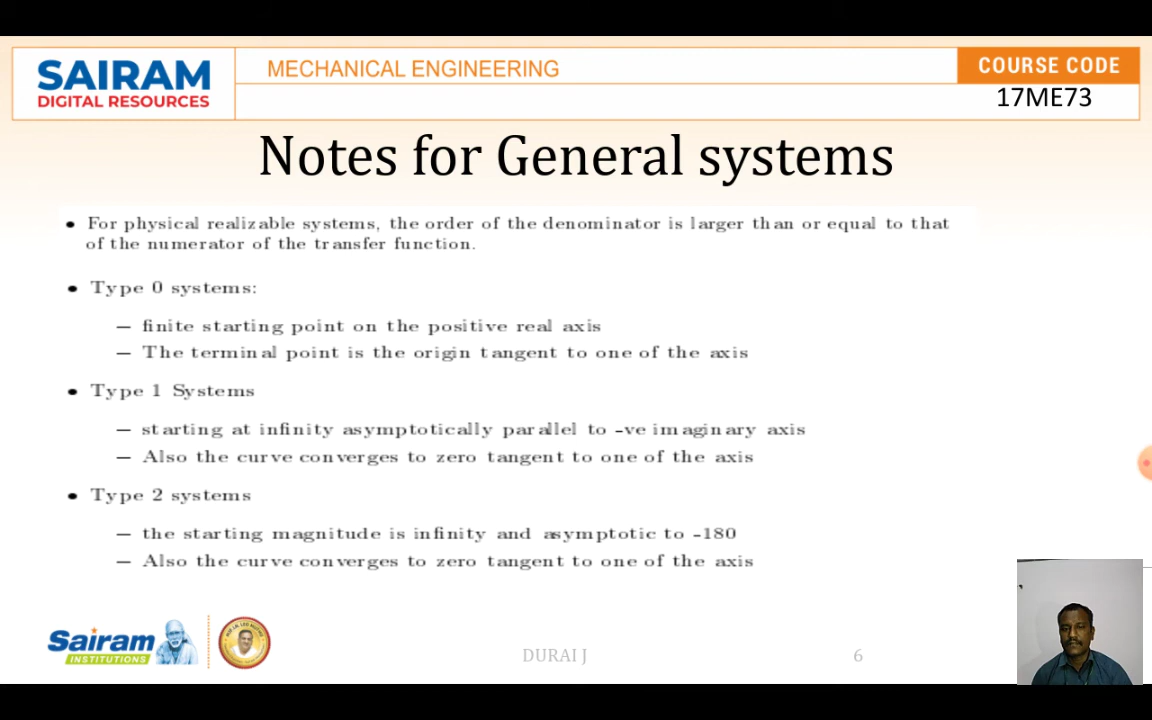 SAIRAM
DIGITAL RESOURCES
MECHANICAL ENGINEERING
COURSE CODE
17ME73
Notes for General systems
• For physical realizable systems, the order of the denominator is larger than or equal to that
of the numerator of the transfer function.
• Type 0 systems:
– finite starting point on the positive real axis
– The terminal point is the origin tangent to one of the axis
• Type 1 Systems
– starting at infinity asymptotically parallel to -ve imaginary axis
– Also the curve converges to zero tangent to one of the axis
• Type 2 systems
– the starting magnitude is infinity and asymptotic to -180
– Also the curve converges to zero tangent to one of the axis
Sairam
INSTITUTIONS
DURAI J
6